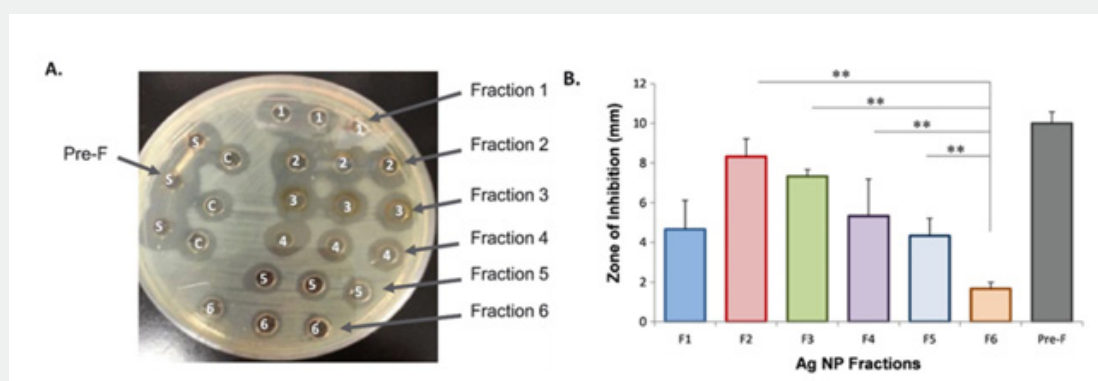 A.
Pre-F
S
S
S
C
C
C
1 1 1
2 2 2
3 3 3
4 4 4
5 5 5
6 6 6
Fraction 1
Fraction 2
Fraction 3
Fraction 4
Fraction 5
Fraction 6
B.
Zone of Inhibition (mm)
12
10
8
6
4
2
0
**
**
**
**
F1 F2 F3 F4 F5 F6 Pre-F
Ag NP Fractions